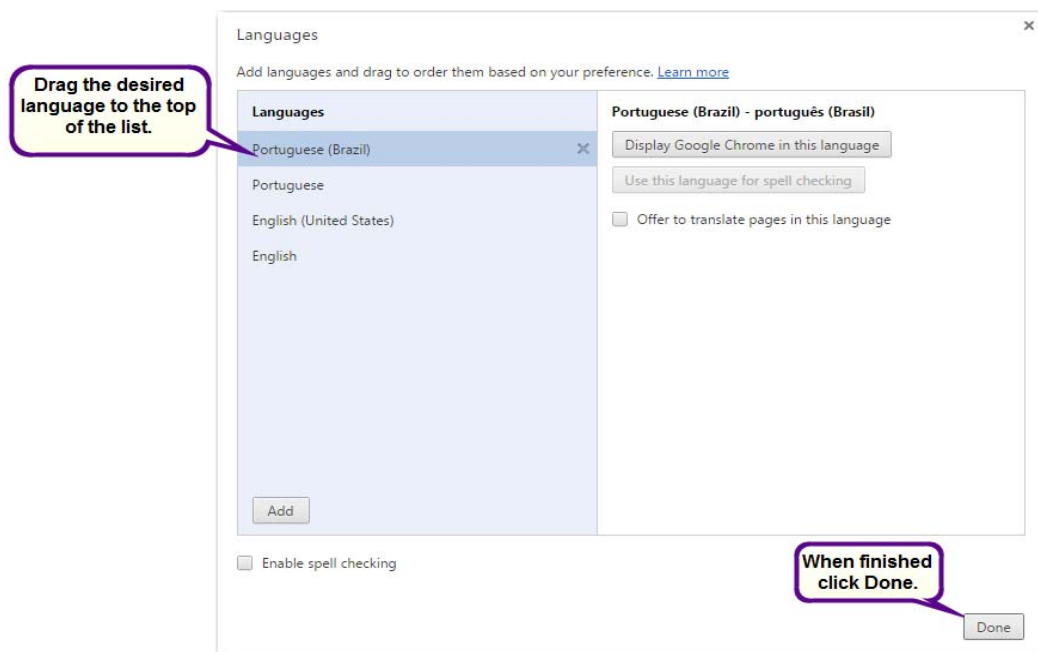 Languages
Add languages and drag to order them based on your preference. Learn more
Drag the desired
language to the top
of the list.
Languages
Portuguese (Brazil)
Portuguese
English (United States)
English
Add
Portuguese (Brazil) - português (Brasil)
Display Google Chrome in this language
Use this language for spell checking
Offer to translate pages in this language
Enable spell checking
When finished
click Done.
Done